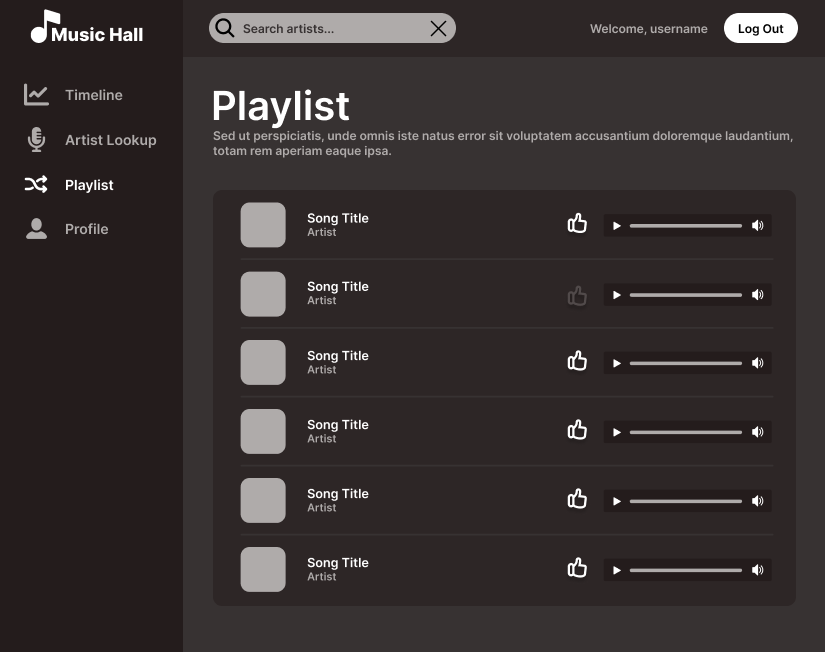 Music Hall
Search artists...
Welcome, username
Log Out
Timeline
Artist Lookup
Playlist
Profile
Playlist
Sed ut perspiciatis, unde omnis iste natus error sit voluptatem accusantium doloremque laudantium,
totam rem aperiam eaque ipsa.
Song Title
Artist
Song Title
Artist
Song Title
Artist
Song Title
Artist
Song Title
Artist
Song Title
Artist